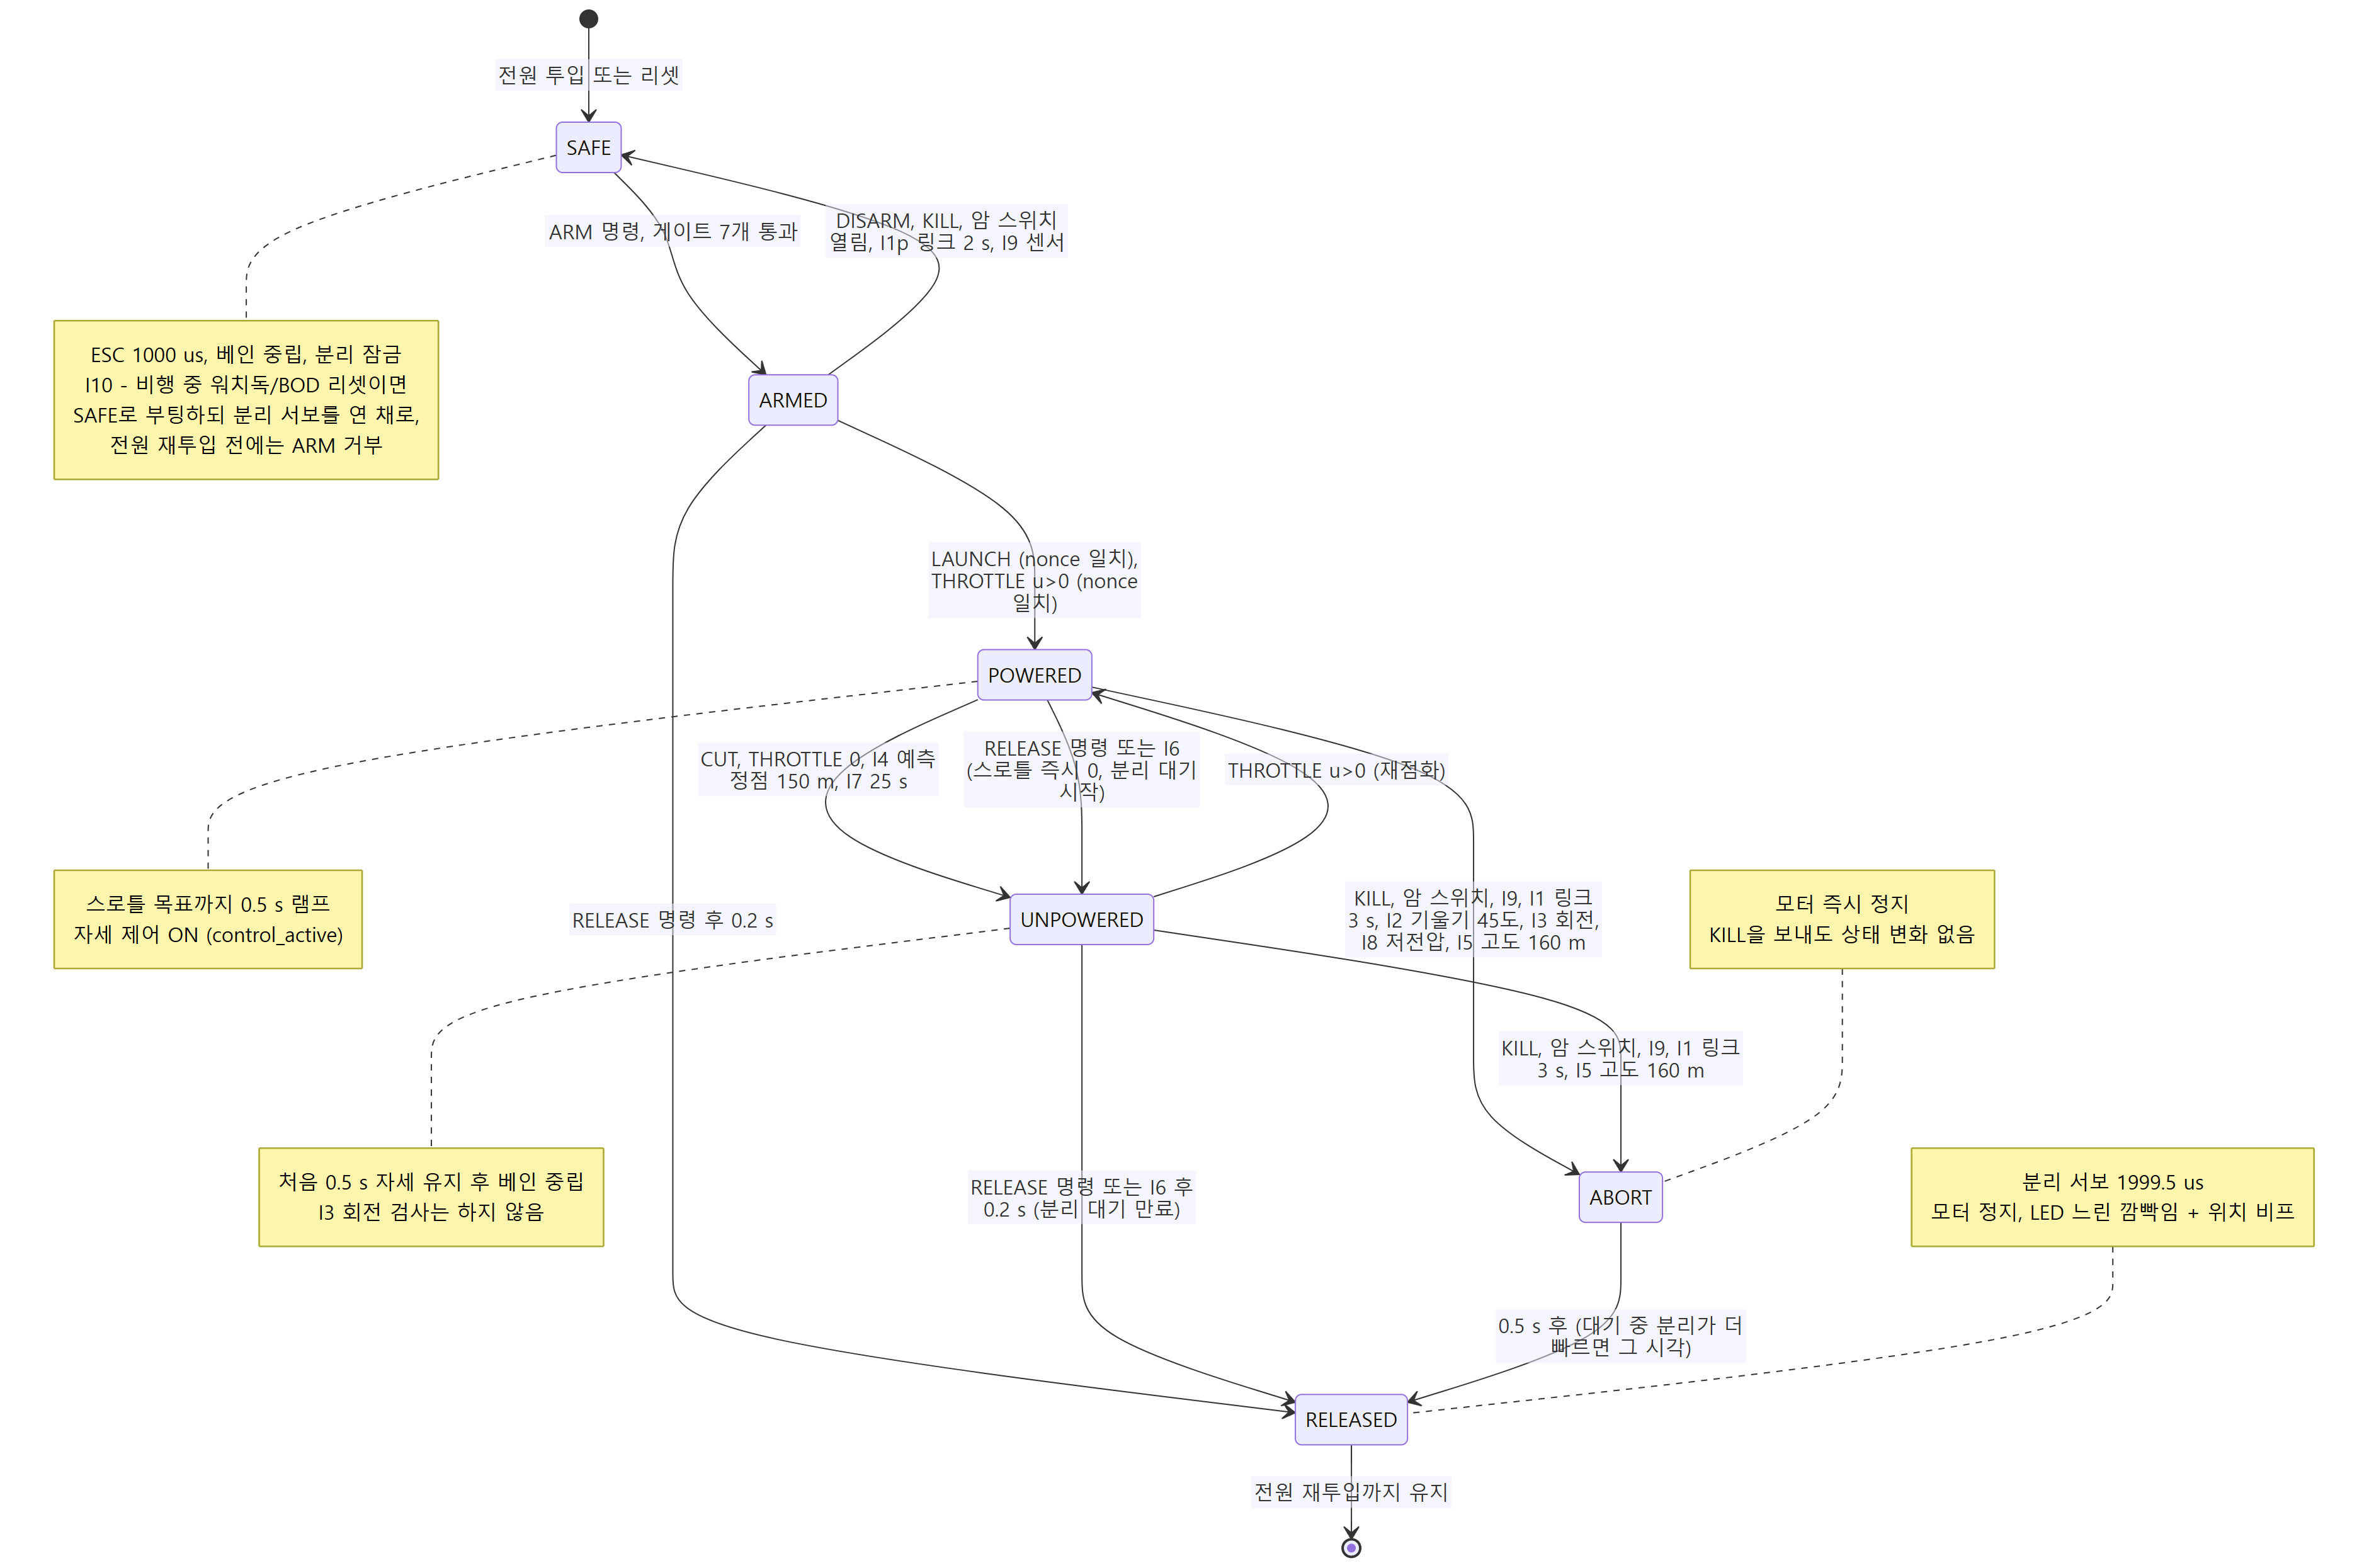 전원 투입 또는 리셋
SAFE
ARM 명령, 게이트 7개 통과
DISARM, KILL, 암 스위치
열림, I1p 링크 2 s, I9 센서
ESC 1000 us, 베인 중립, 분리 잠금
I10 - 비행 중 워치독/BOD 리셋이면
SAFE로 부팅하되 분리 서보를 연 채로,
전원 재투입 전에는 ARM 거부
ARMED
LAUNCH (nonce 일치),
THROTTLE u>0 (nonce
일치)
POWERED
CUT, THROTTLE 0, I4 예측
정점 150 m, I7 25 s
RELEASE 명령 또는 I6
(스로틀 즉시 0, 분리 대기
시작)
THROTTLE u>0 (재점화)
스로틀 목표까지 0.5 s 램프
자세 제어 ON (control_active)
RELEASE 명령 후 0.2 s
UNPOWERED
KILL, 암 스위치, I9, I1 링크
3 s, I2 기울기 45도, I3 회전,
I8 저전압, I5 고도 160 m
모터 즉시 정지
KILL을 보내도 상태 변화 없음
KILL, 암 스위치, I9, I1 링크
3 s, I5 고도 160 m
처음 0.5 s 자세 유지 후 베인 중립
I3 회전 검사는 하지 않음
RELEASE 명령 또는 I6 후
0.2 s (분리 대기 만료)
ABORT
분리 서보 1999.5 us
모터 정지, LED 느린 깜빡임 + 위치 비프
0.5 s 후 (대기 중 분리가 더
빠르면 그 시각)
RELEASED
전원 재투입까지 유지